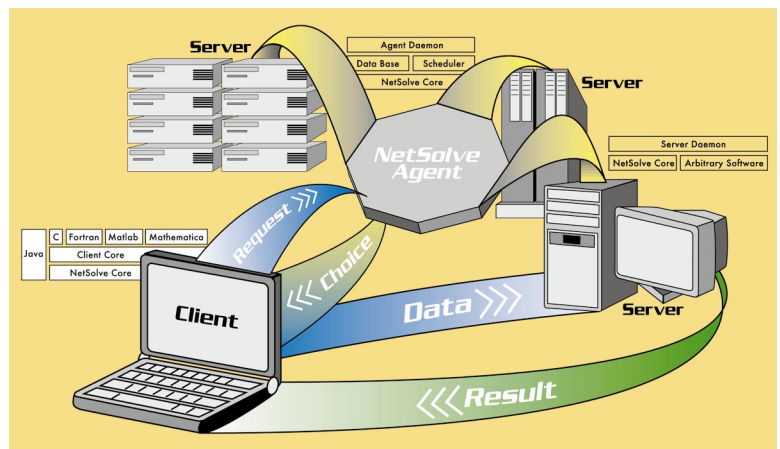 Server
Agent Daemon
Data Base
Scheduler
NetSolve Core
Server
NetSolve
Agent
Server Daemon
NetSolve Core
Arbitrary Software
Request >>>
Java
C
Fortran
Matlab
Mathematica
Client Core
NetSolve Core
<<< Choice
Client
Data >>>
Server
<<< Result